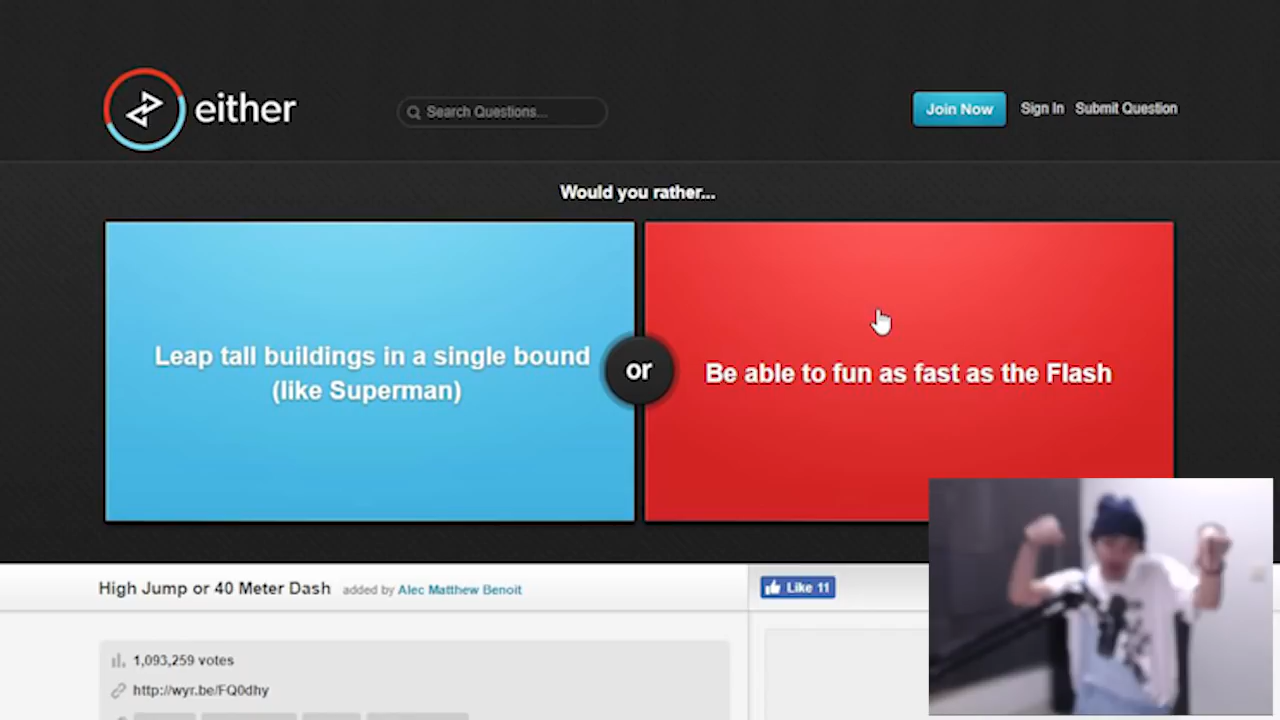 either
Search Questions...
Join Now
Sign In
Submit Question
Would you rather...
Leap tall buildings in a single bound
(like Superman)
or
Be able to fun as fast as the Flash
High Jump or 40 Meter Dash added by Alec Matthew Benoit
Like 11
1,093,259 votes
http://wyr.be/FQ0dhy